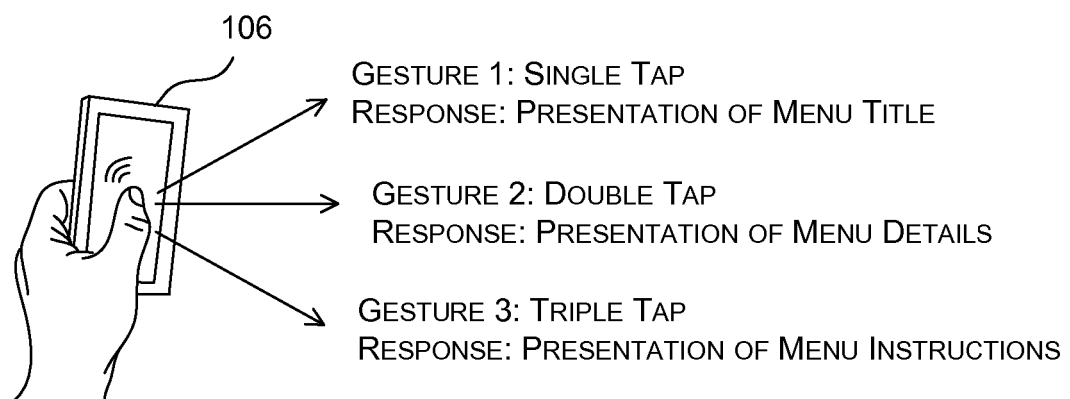 106
GESTURE 1: SINGLE TAP
RESPONSE: PRESENTATION OF MENU TITLE
GESTURE 2: DOUBLE TAP
RESPONSE: PRESENTATION OF MENU DETAILS
GESTURE 3: TRIPLE TAP
RESPONSE: PRESENTATION OF MENU INSTRUCTIONS